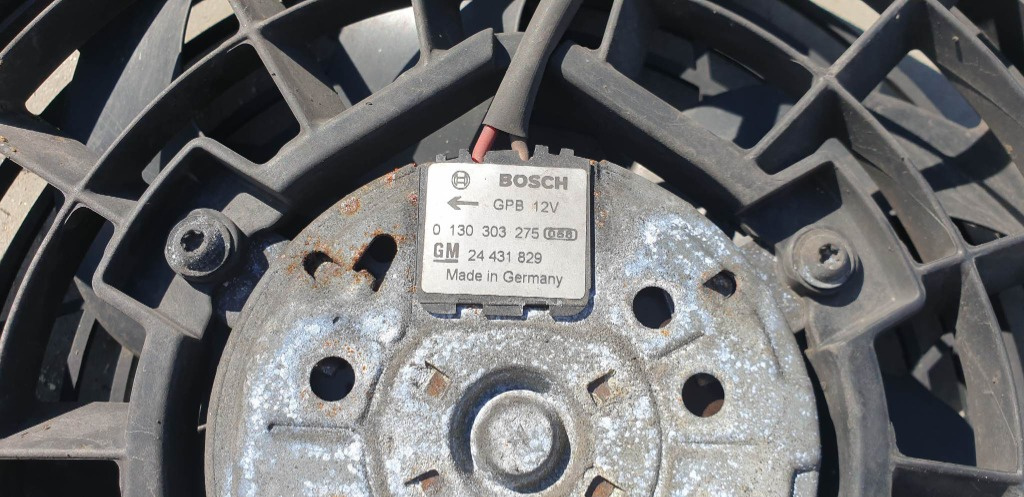 BOSCH
GPB 12V
0 130 303 275 058
GM 24 431 829
Made in Germany